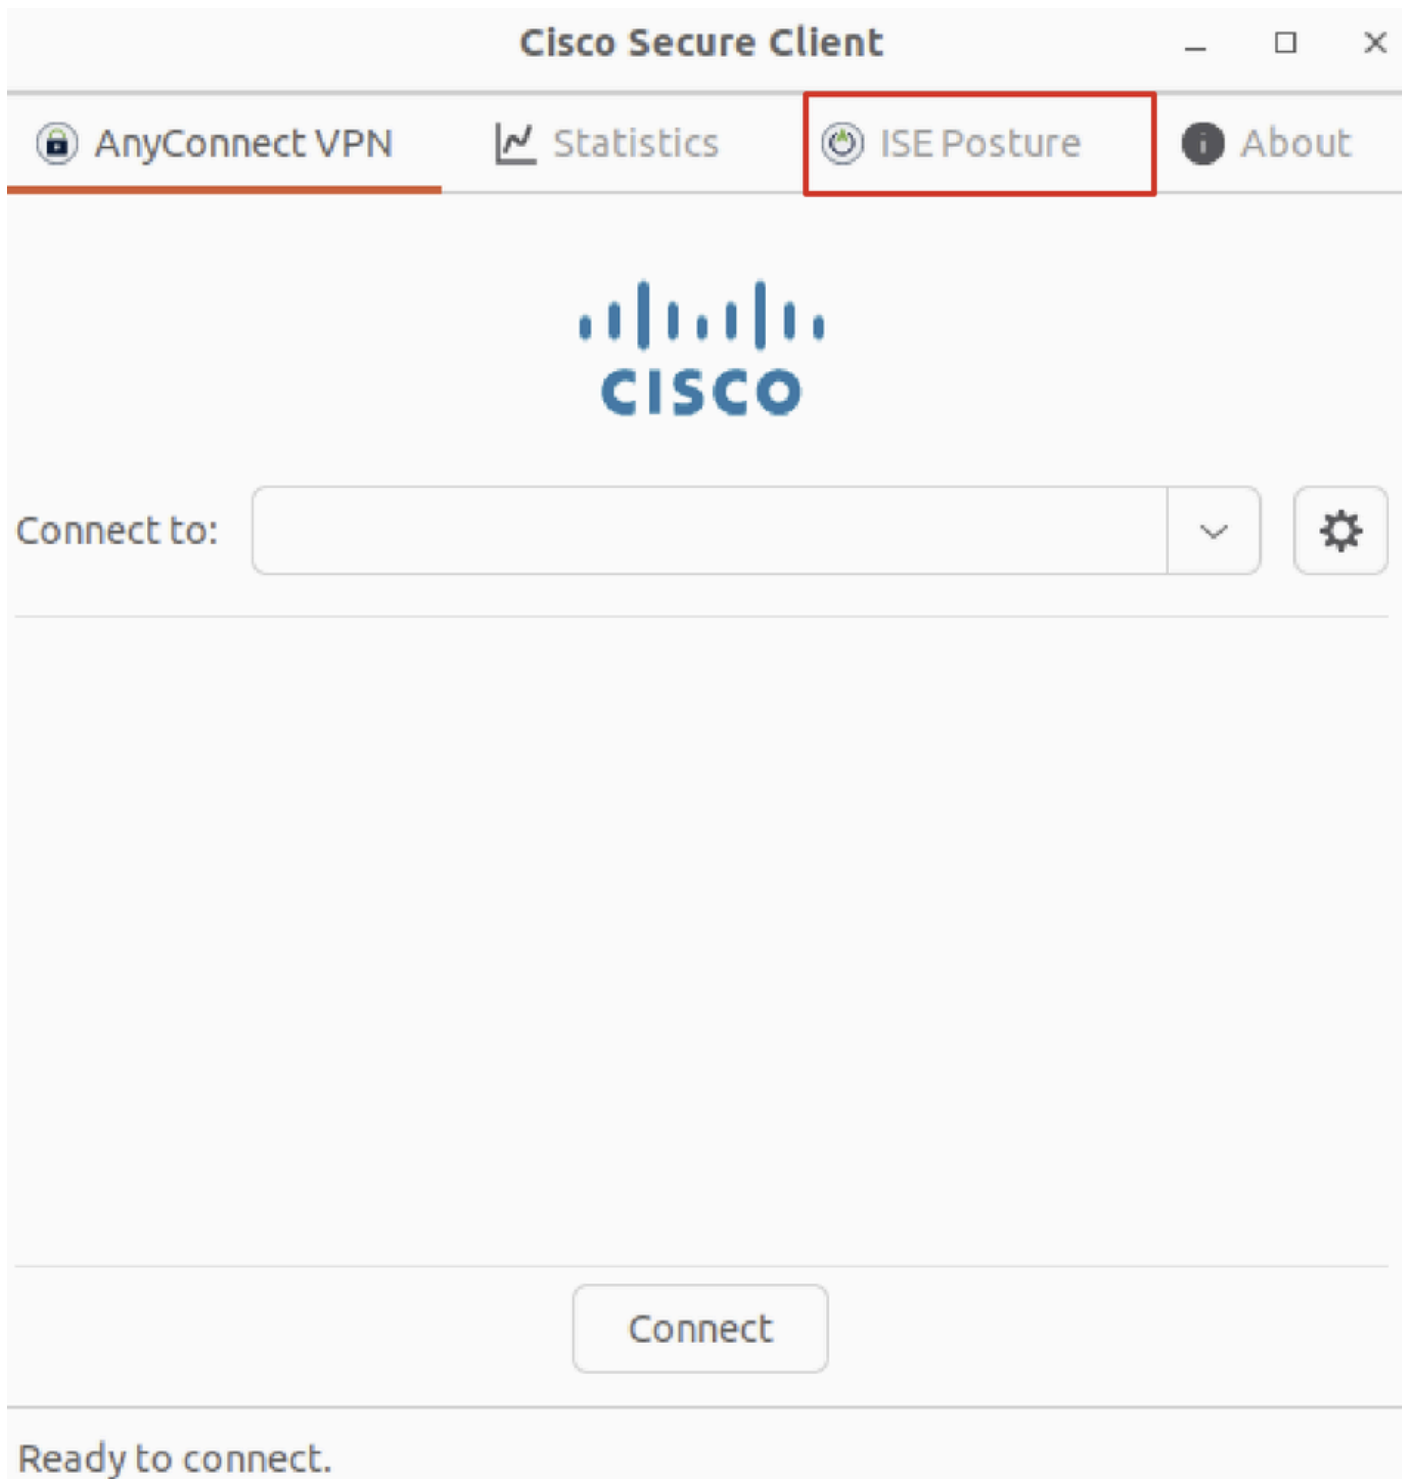 Cisco Secure Client
AnyConnect VPN Statistics ISE Posture About
CISCO
Connect to:
Connect
Ready to connect.